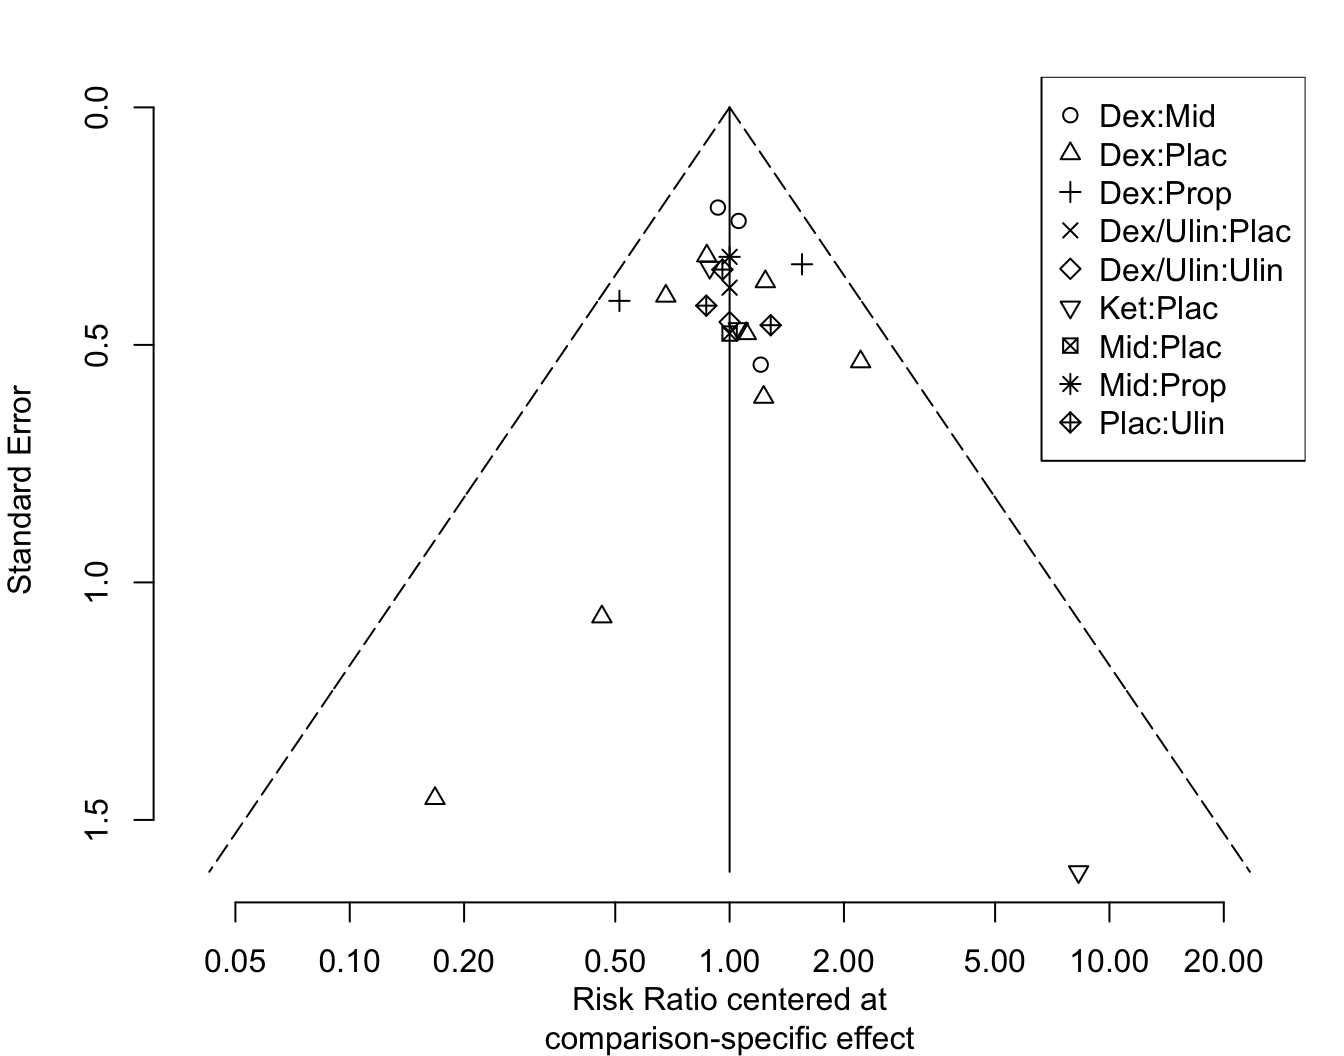 0.0
0.5
1.0
1.5
Standard Error
Dex:Mid
Dex:Plac
Dex:Prop
Dex/Ulin:Plac
Dex/Ulin:Ulin
Ket:Plac
Mid:Plac
Mid:Prop
Plac:Ulin
0.05 0.10 0.20 0.50 1.00 2.00 5.00 10.00 20.00
Risk Ratio centered at
comparison-specific effect